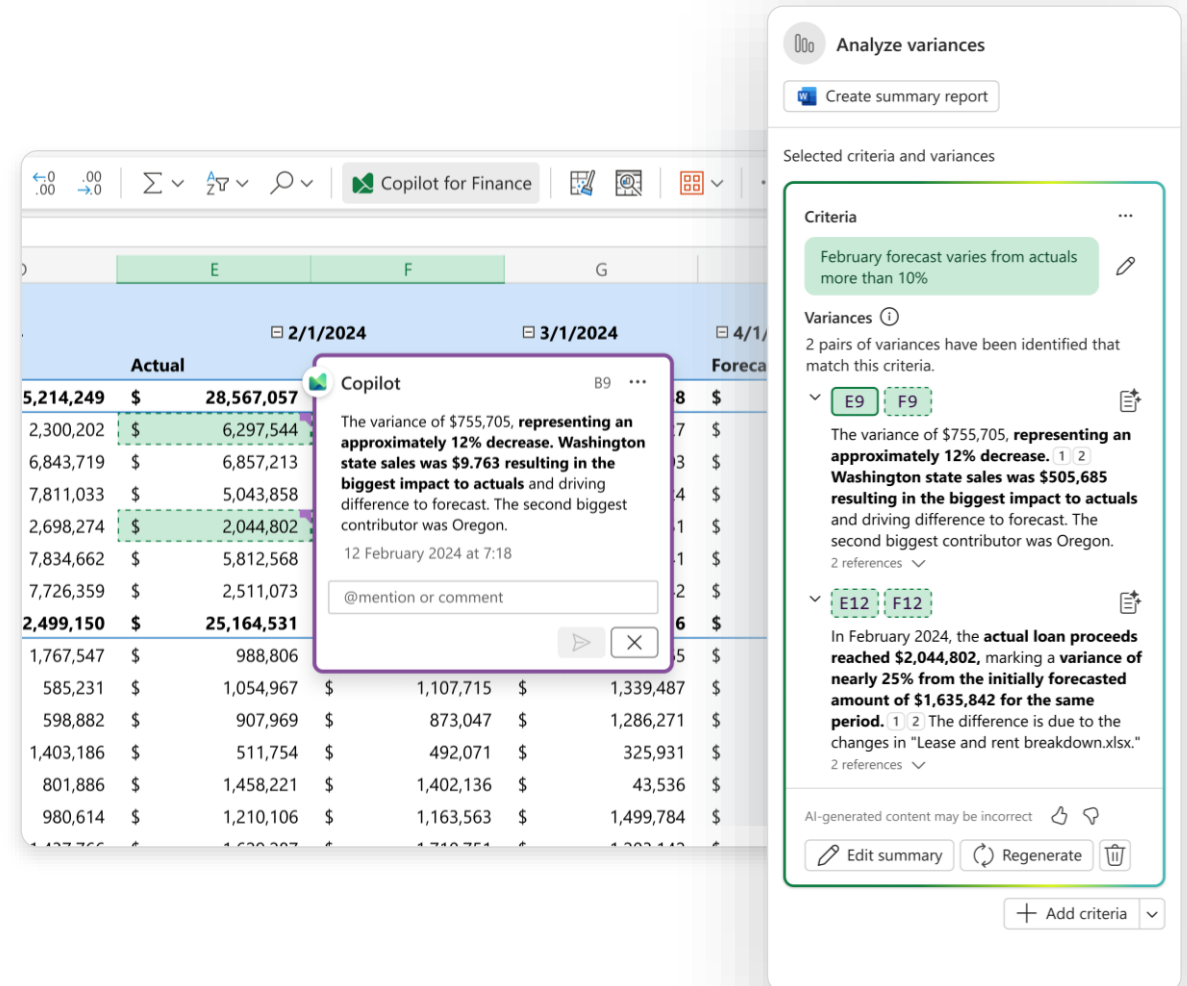 Analyze variances
Create summary report
Selected criteria and variances
Criteria
February forecast varies from actuals
more than 10%
Variances
2 pairs of variances have been identified that
match this criteria.
E9 F9
The variance of $755,705, representing an
approximately 12% decrease. 1 2
Washington state sales was $505,685
resulting in the biggest impact to actuals
and driving difference to forecast. The
second biggest contributor was Oregon.
2 references
E12 F12
In February 2024, the actual loan proceeds
reached $2,044,802, marking a variance of
nearly 25% from the initially forecasted
amount of $1,635,842 for the same
period. 1 2 The difference is due to the
changes in "Lease and rent breakdown.xlsx."
2 references
AI-generated content may be incorrect
Edit summary Regenerate
Add criteria
.00 .00 Copilot for Finance
E F G
2/1/2024 3/1/2024 4/1/
Actual Foreca
5,214,249 $ 28,567,057 8 $
2,300,202 $ 6,297,544 7 $
6,843,719 $ 6,857,213 $
7,811,033 $ 5,043,858 4 $
2,698,274 $ 2,044,802 1 $
7,834,662 $ 5,812,568 1 $
7,726,359 $ 2,511,073 2 $
2,499,150 $ 25,164,531 6 $
1,767,547 $ 988,806 5 $
585,231 $ 1,054,967 $ 1,107,715 $ 1,339,487 $
598,882 $ 907,969 $ 873,047 $ 1,286,271 $
1,403,186 $ 511,754 $ 492,071 $ 325,931 $
801,886 $ 1,458,221 $ 1,402,136 $ 43,536 $
980,614 $ 1,210,106 $ 1,163,563 $ 1,499,784 $
Copilot B9
The variance of $755,705, representing an
approximately 12% decrease. Washington
state sales was $9.763 resulting in the
biggest impact to actuals and driving
difference to forecast. The second biggest
contributor was Oregon.
12 February 2024 at 7:18
@mention or comment